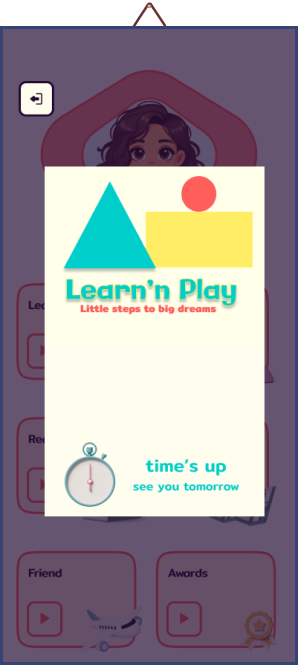 Learn'n Play
Little steps to big dreams
time's up
see you tomorrow
Friend
Awards